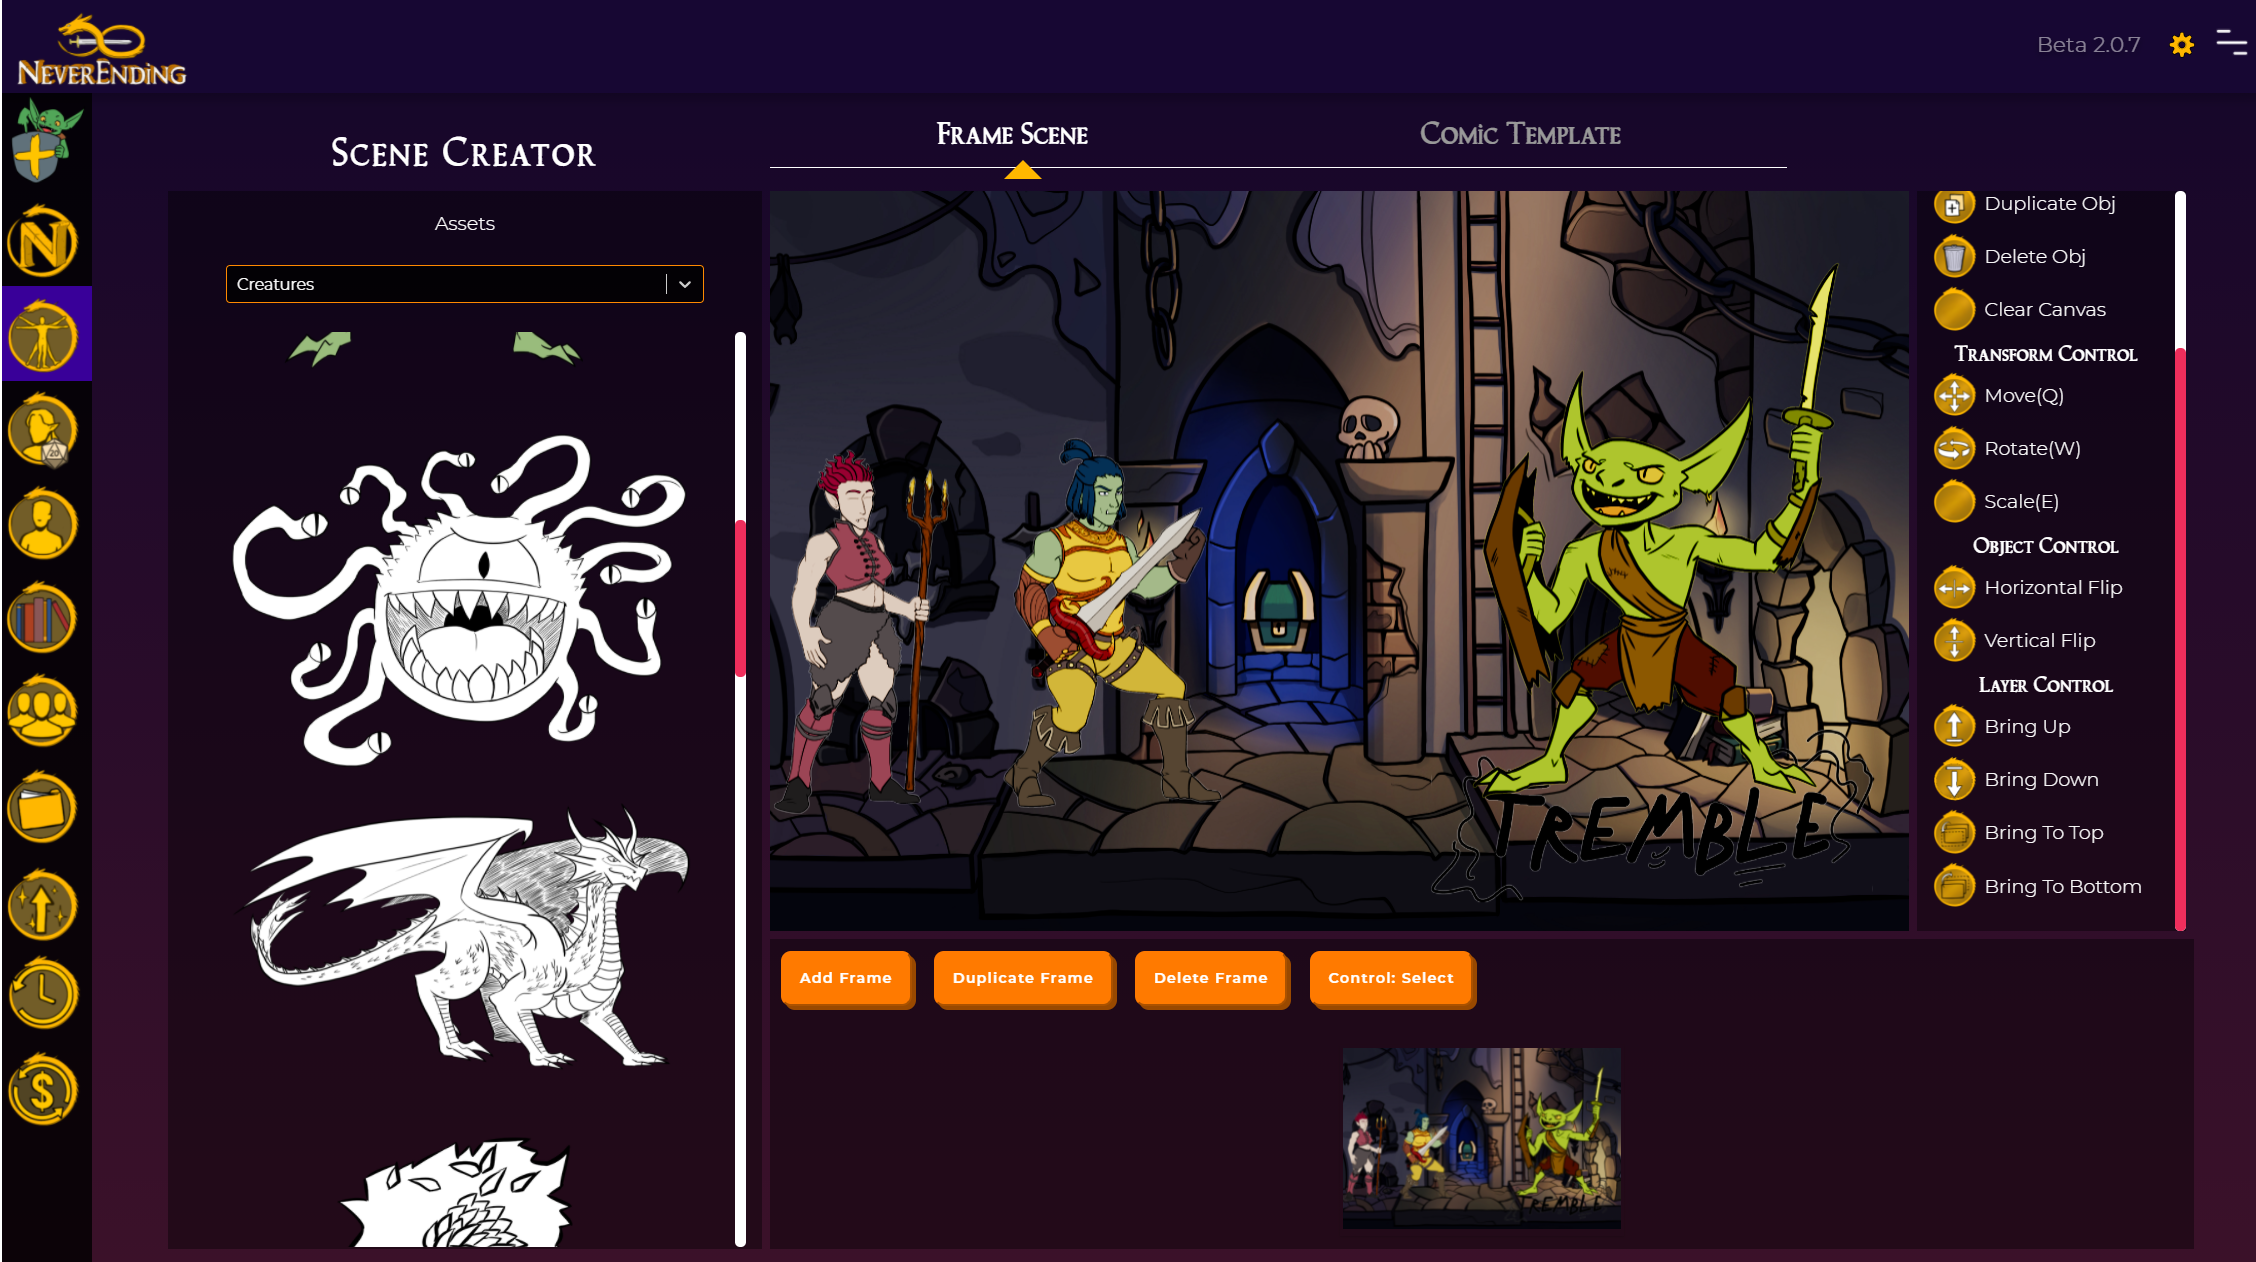 NEVERENDING
Beta 2.0.7
SCENE CREATOR
FRAME SCENE
COMIC TEMPLATE
Assets
Creatures
N
20
$
TREMBLE
Duplicate Obj
Delete Obj
Clear Canvas
TRANSFORM CONTROL
Move(Q)
Rotate(W)
Scale(E)
OBJECT CONTROL
Horizontal Flip
Vertical Flip
LAYER CONTROL
Bring Up
Bring Down
Bring To Top
Bring To Bottom
Add Frame
Duplicate Frame
Delete Frame
Control: Select
TREMBLE